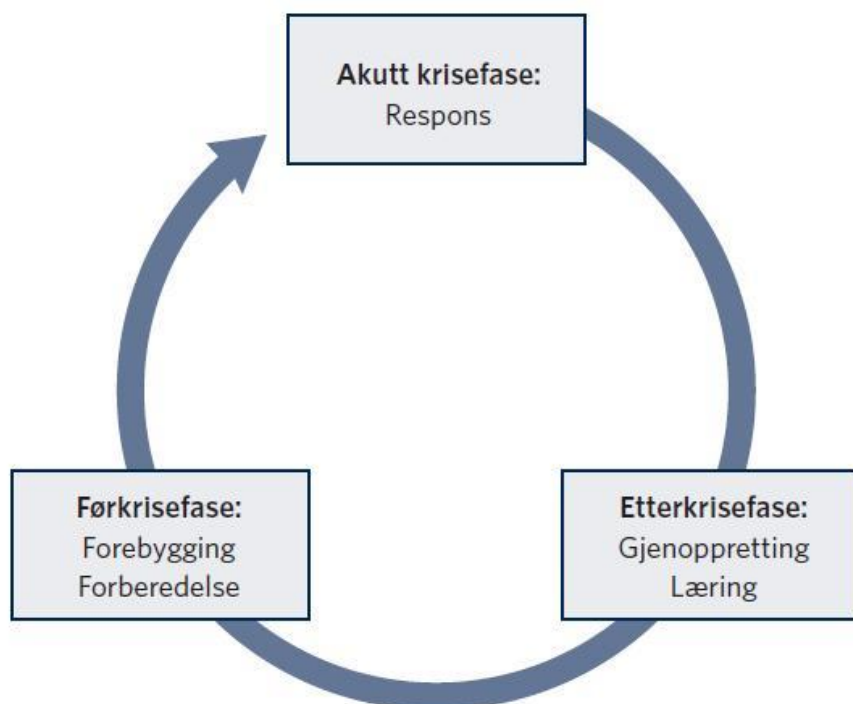 Akutt krisefase:
Respons
Førkrisefase:
Forebygging
Forberedelse
Etterkrisefase:
Gjenoppretting
Læring